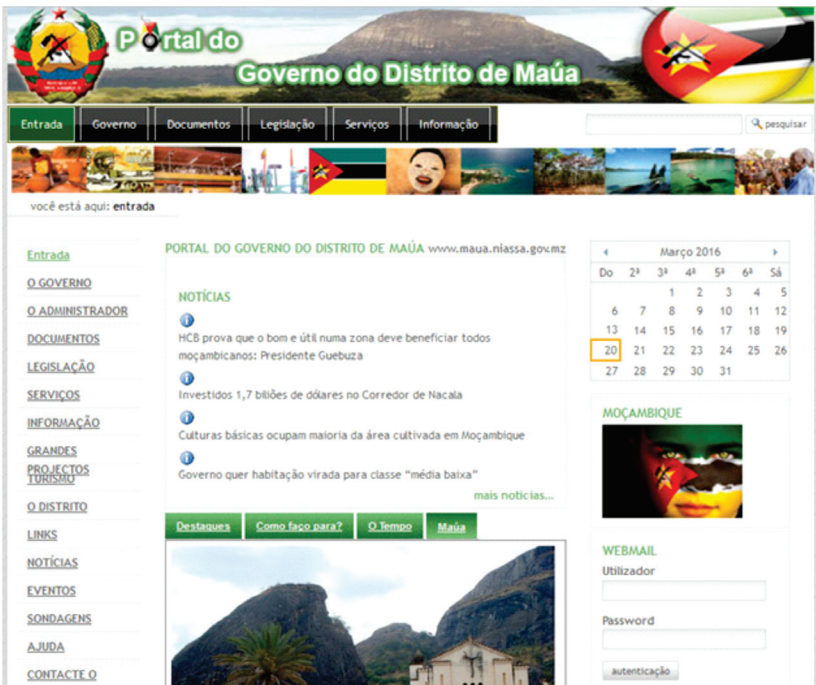 Portal do
Governo do Distrito de Maúa
Entrada Governo Documentos Legislação Serviços Informação pesquisar
você está aqui: entrada
Entrada
O GOVERNO
O ADMINISTRADOR
DOCUMENTOS
LEGISLAÇÃO
SERVIÇOS
INFORMAÇÃO
GRANDES
PROJECTOS
TURISMO
O DISTRITO
LINKS
NOTÍCIAS
EVENTOS
SONDAGENS
AJUDA
CONTACTE O
PORTAL DO GOVERNO DO DISTRITO DE MAÚA www.maua.niassa.gov.mz
NOTÍCIAS
HCB prova que o bom e útil numa zona deve beneficiar todos
moçambicanos: Presidente Guebuza
Investidos 1,7 biliões de dólares no Corredor de Nacala
Culturas básicas ocupam maioria da área cultivada em Moçambique
Governo quer habitação virada para classe "média baixa"
mais noticias...
Destaques Como faço para? O Tempo Maúa
Março 2016
Do 2ª 3ª 4ª 5ª 6ª Sá
1 2 3 4 5
6 7 8 9 10 11 12
13 14 15 16 17 18 19
20 21 22 23 24 25 26
27 28 29 30 31
MOÇAMBIQUE
WEBMAIL
Utilizador
Password
autenticação